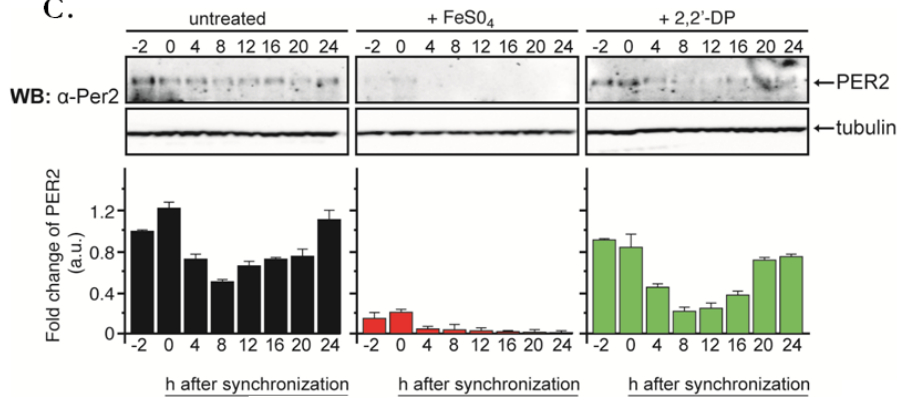 C.
untreated + FeS0₄ + 2,2'-DP
-2 0 4 8 12 16 20 24 -2 0 4 8 12 16 20 24 -2 0 4 8 12 16 20 24
WB: α-Per2 ←PER2
←tubulin
Fold change of PER2
(a.u.)
1.2
0.8
0.4
0
-2 0 4 8 12 16 20 24 -2 0 4 8 12 16 20 24 -2 0 4 8 12 16 20 24
h after synchronization h after synchronization h after synchronization